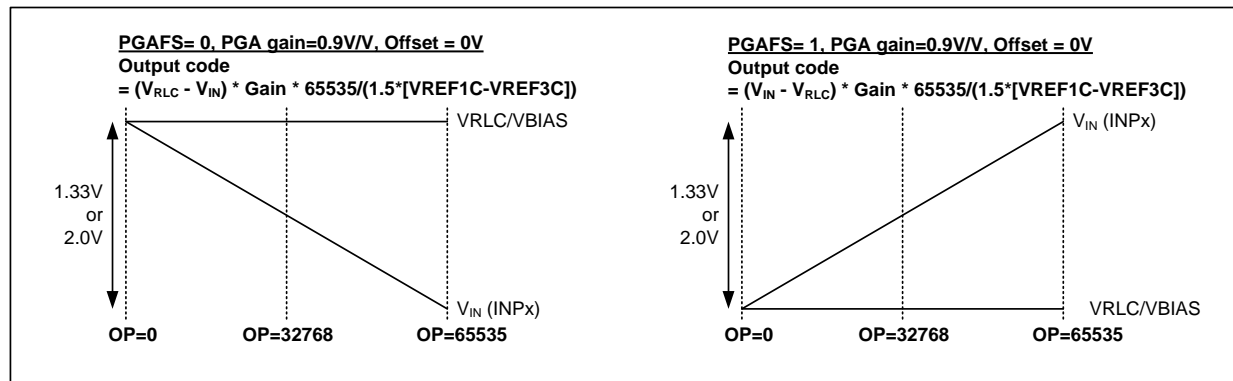 PGAFS= 0, PGA gain=0.9V/V, Offset = 0V
Output code
= (VRLC - VIN) * Gain * 65535/(1.5*[VREF1C-VREF3C])
VRLC/VBIAS
1.33V
or
2.0V
VIN (INPx)
OP=0
OP=32768
OP=65535
PGAFS= 1, PGA gain=0.9V/V, Offset = 0V
Output code
= (VIN - VRLC) * Gain * 65535/(1.5*[VREF1C-VREF3C])
VIN (INPx)
1.33V
or
2.0V
VRLC/VBIAS
OP=0
OP=32768
OP=65535